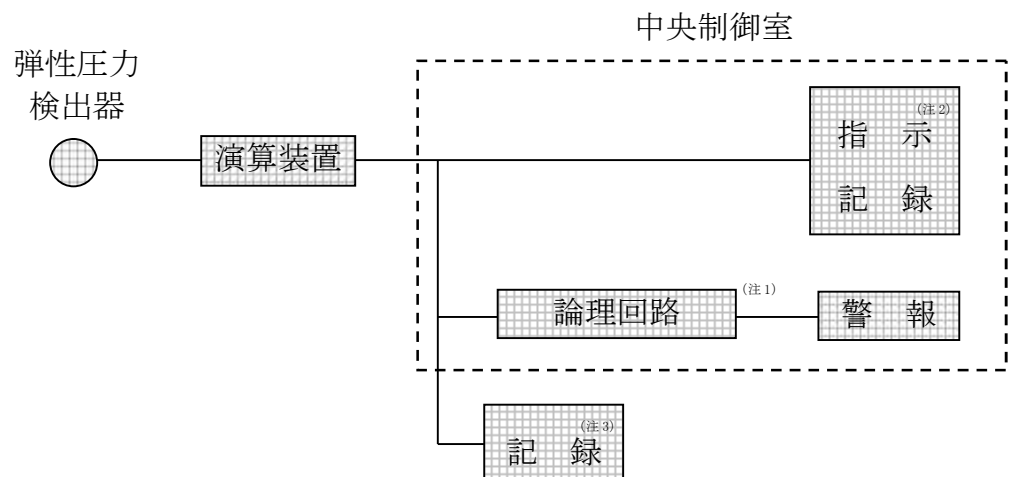 中央制御室
弾性圧力
検出器
演算装置
(注2)
指 示
記 録
論理回路
(注1)
警 報
(注3)
記 録